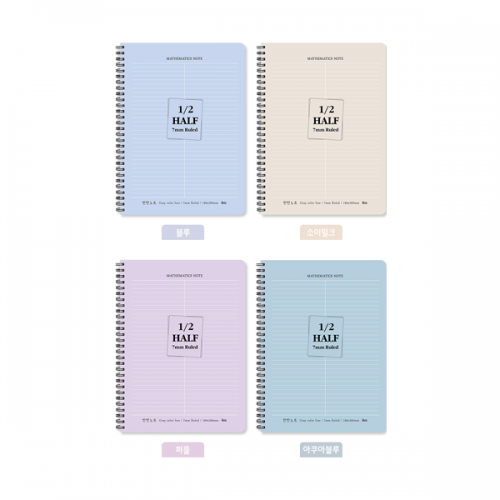 MATHEMATICS NOTE
1/2
HALF
7mm Ruled
MATHEMATICS NOTE
1/2
HALF
7mm Ruled
블루
소이밀크
MATHEMATICS NOTE
1/2
HALF
7mm Ruled
MATHEMATICS NOTE
1/2
HALF
7mm Ruled
퍼플
아쿠아블루